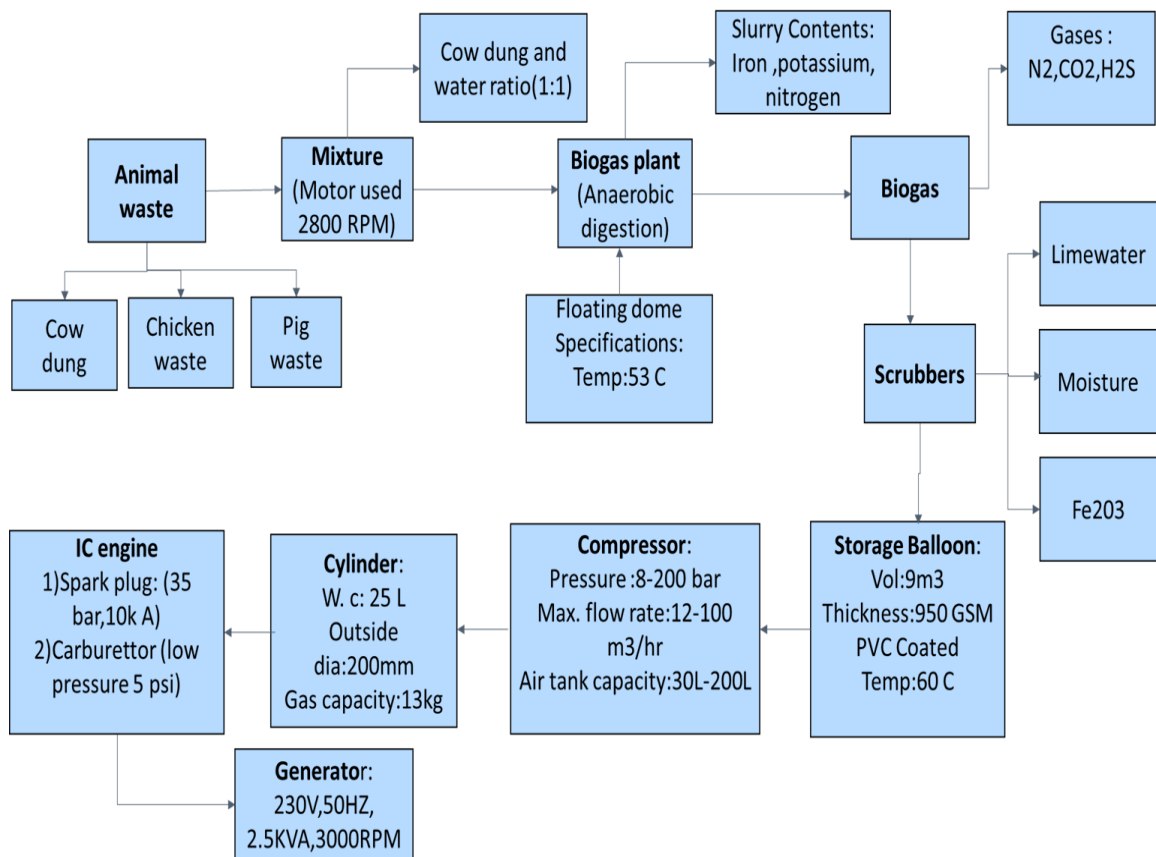 Cow dung and
water ratio(1:1)
Slurry Contents:
Iron ,potassium,
nitrogen
Gases :
N2,CO2,H2S
Animal
waste
Mixture
(Motor used
2800 RPM)
Biogas plant
(Anaerobic
digestion)
Biogas
Limewater
Cow
dung
Chicken
waste
Pig
waste
Floating dome
Specifications:
Temp:53 C
Scrubbers
Moisture
Fe203
IC engine
1)Spark plug: (35
bar,10k A)
2)Carburettor (low
pressure 5 psi)
Cylinder:
W. c: 25 L
Outside
dia:200mm
Gas capacity:13kg
Compressor:
Pressure :8-200 bar
Max. flow rate:12-100
m3/hr
Air tank capacity:30L-200L
Storage Balloon:
Vol:9m3
Thickness:950 GSM
PVC Coated
Temp:60 C
Generator:
230V,50HZ,
2.5KVA,3000RPM